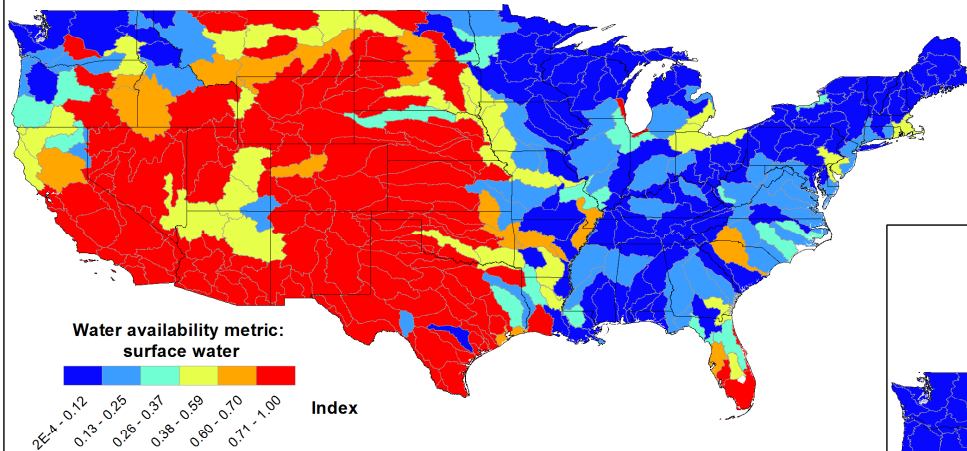 Water availability metric:
surface water
2E-4 - 0.12
0.13 - 0.25
0.26 - 0.37
0.38 - 0.59
0.60 - 0.70
0.71 - 1.00
Index